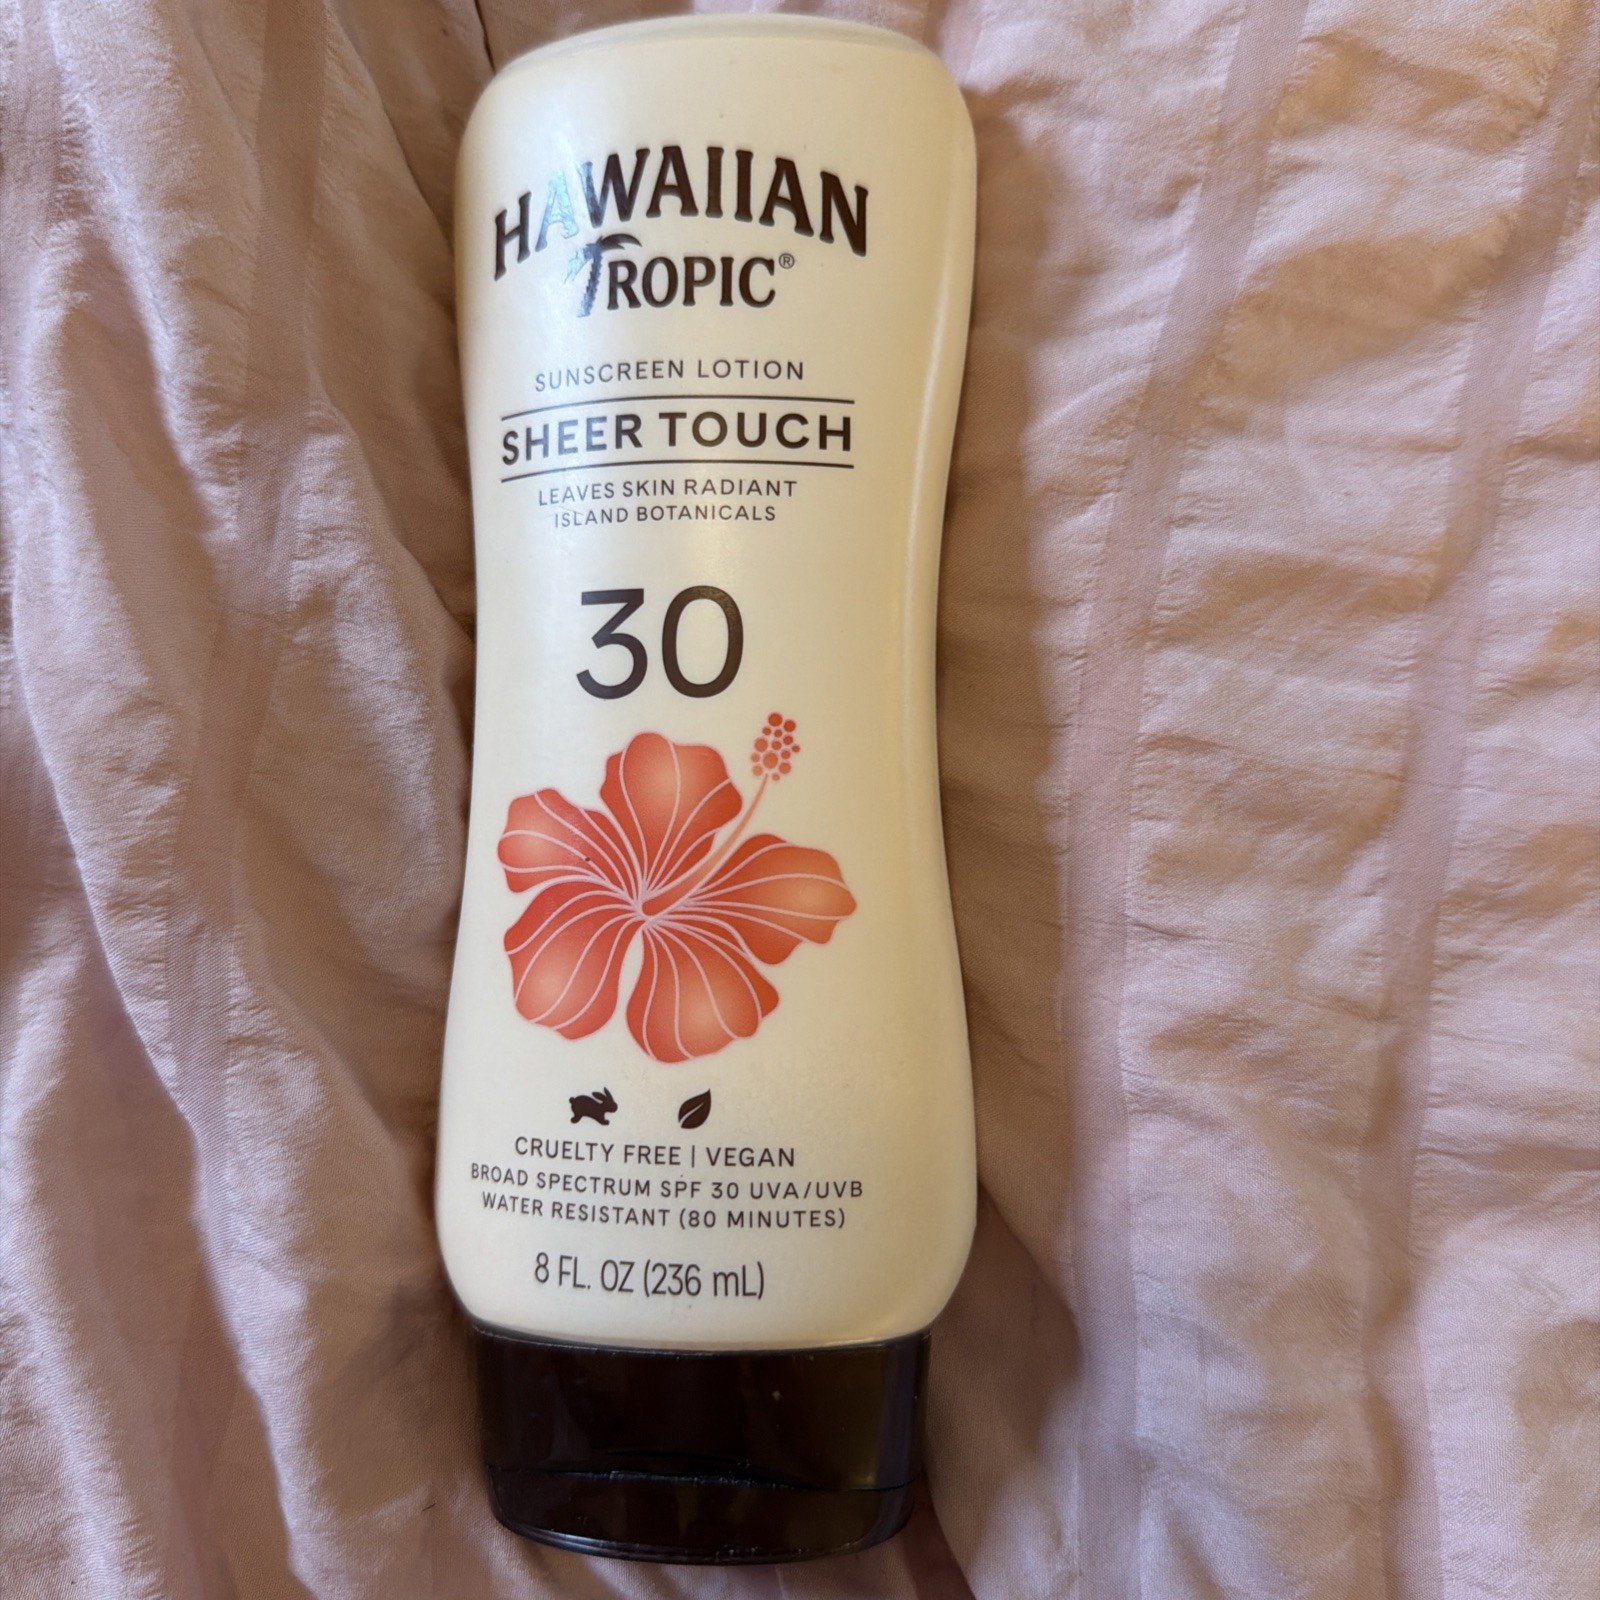 HAWAIIAN
TROPIC®
SUNSCREEN LOTION
SHEER TOUCH
LEAVES SKIN RADIANT
ISLAND BOTANICALS
30
CRUELTY FREE | VEGAN
BROAD SPECTRUM SPF 30 UVA/UVB
WATER RESISTANT (80 MINUTES)
8 FL. OZ (236 mL)